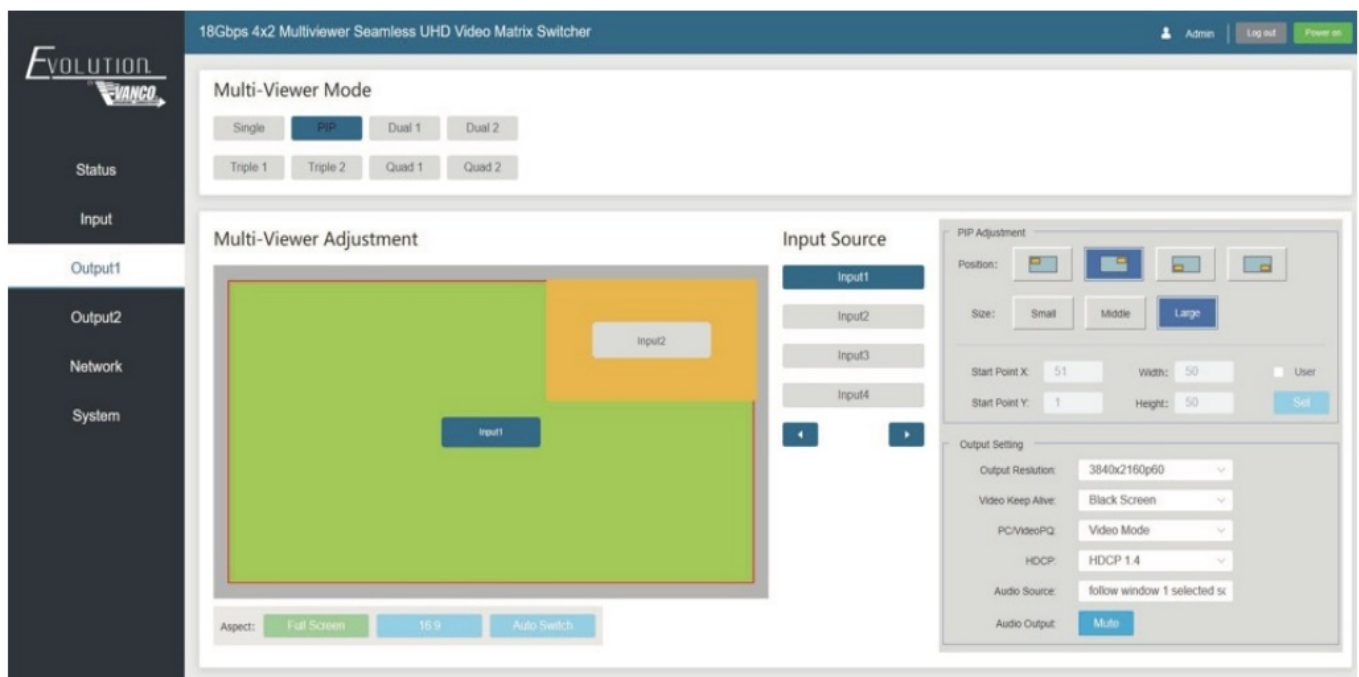 18Gbps 4x2 Multiviewer Seamless UHD Video Matrix Switcher
Admin
Log out
Power on
EVOLUTION
BY
EVANCO
Status
Input
Output1
Output2
Network
System
Multi-Viewer Mode
Single PIP Dual 1 Dual 2
Triple 1 Triple 2 Quad 1 Quad 2
Multi-Viewer Adjustment
Input2
Input1
Aspect: Full Screen 16:9 Auto Switch
Input Source
Input1
Input2
Input3
Input4
PIP Adjustment
Position:
Size: Small Middle Large
Start Point X: 51 Width: 50 User
Start Point Y: 1 Height: 50 Set
Output Setting
Output Reslution: 3840x2160p60
Video Keep Alive: Black Screen
PC/VideoPQ: Video Mode
HDCP: HDCP 1.4
Audio Source: follow window 1 selected sc
Audio Output: Mute